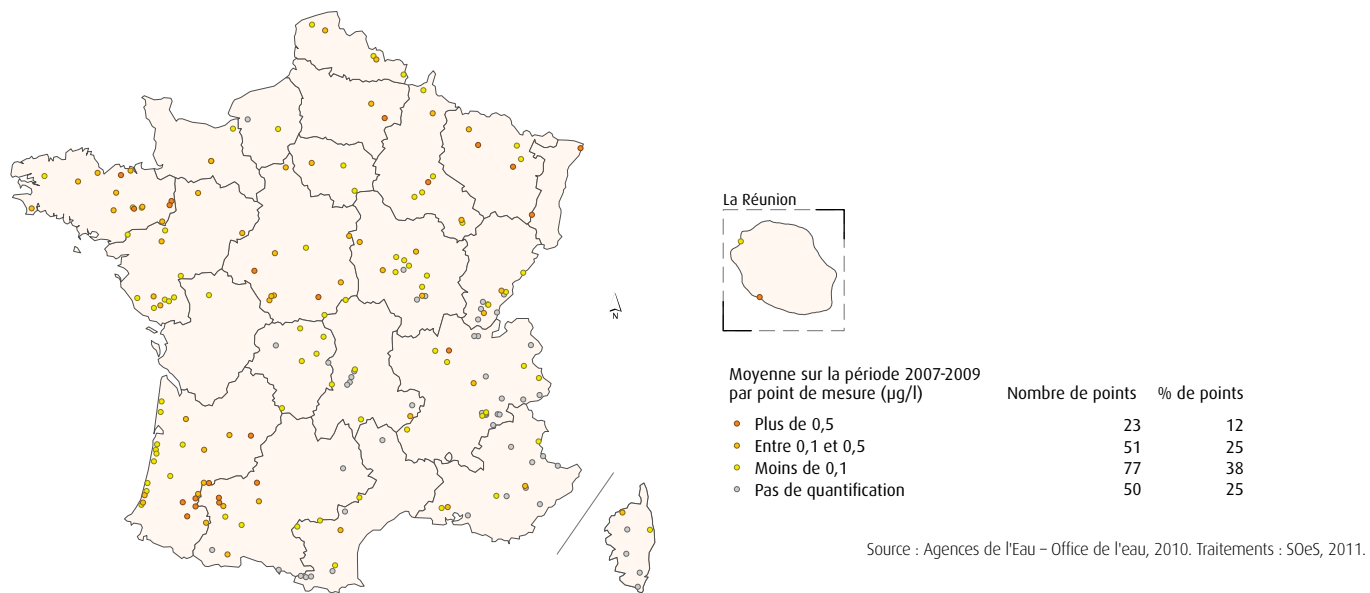 La Réunion
N
Moyenne sur la période 2007-2009
par point de mesure (µg/l) Nombre de points % de points
Plus de 0,5 23 12
Entre 0,1 et 0,5 51 25
Moins de 0,1 77 38
Pas de quantification 50 25
Source : Agences de l'Eau – Office de l'eau, 2010. Traitements : SOeS, 2011.